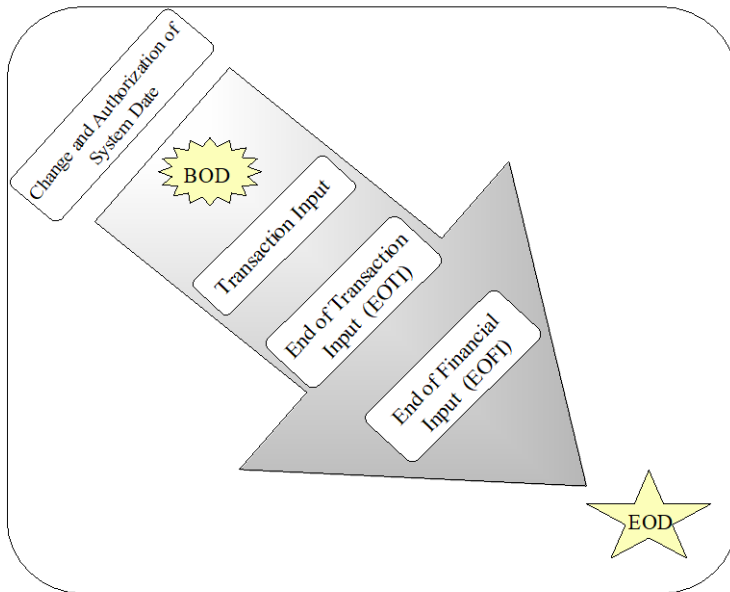 Change and Authorization of
System Date
BOD
Transaction Input
End of Transaction
Input (EOTI)
End of Financial
Input (EOFI)
EOD